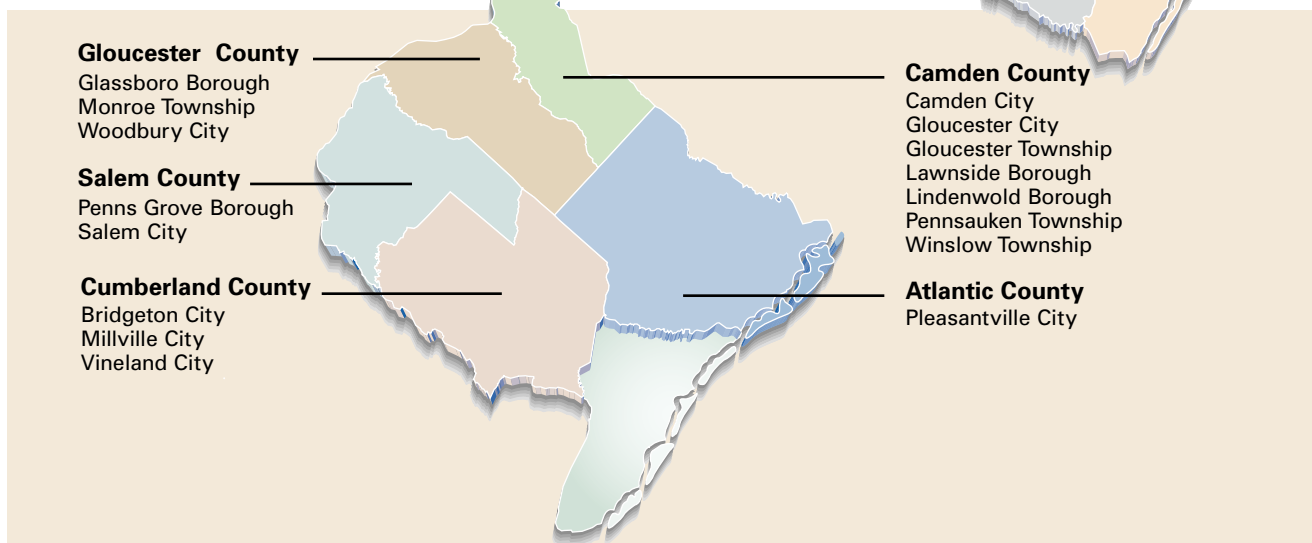 Gloucester County
Glassboro Borough
Monroe Township
Woodbury City
Salem County
Penns Grove Borough
Salem City
Cumberland County
Bridgeton City
Millville City
Vineland City
Camden County
Camden City
Gloucester City
Gloucester Township
Lawnside Borough
Lindenwold Borough
Pennsauken Township
Winslow Township
Atlantic County
Pleasantville City